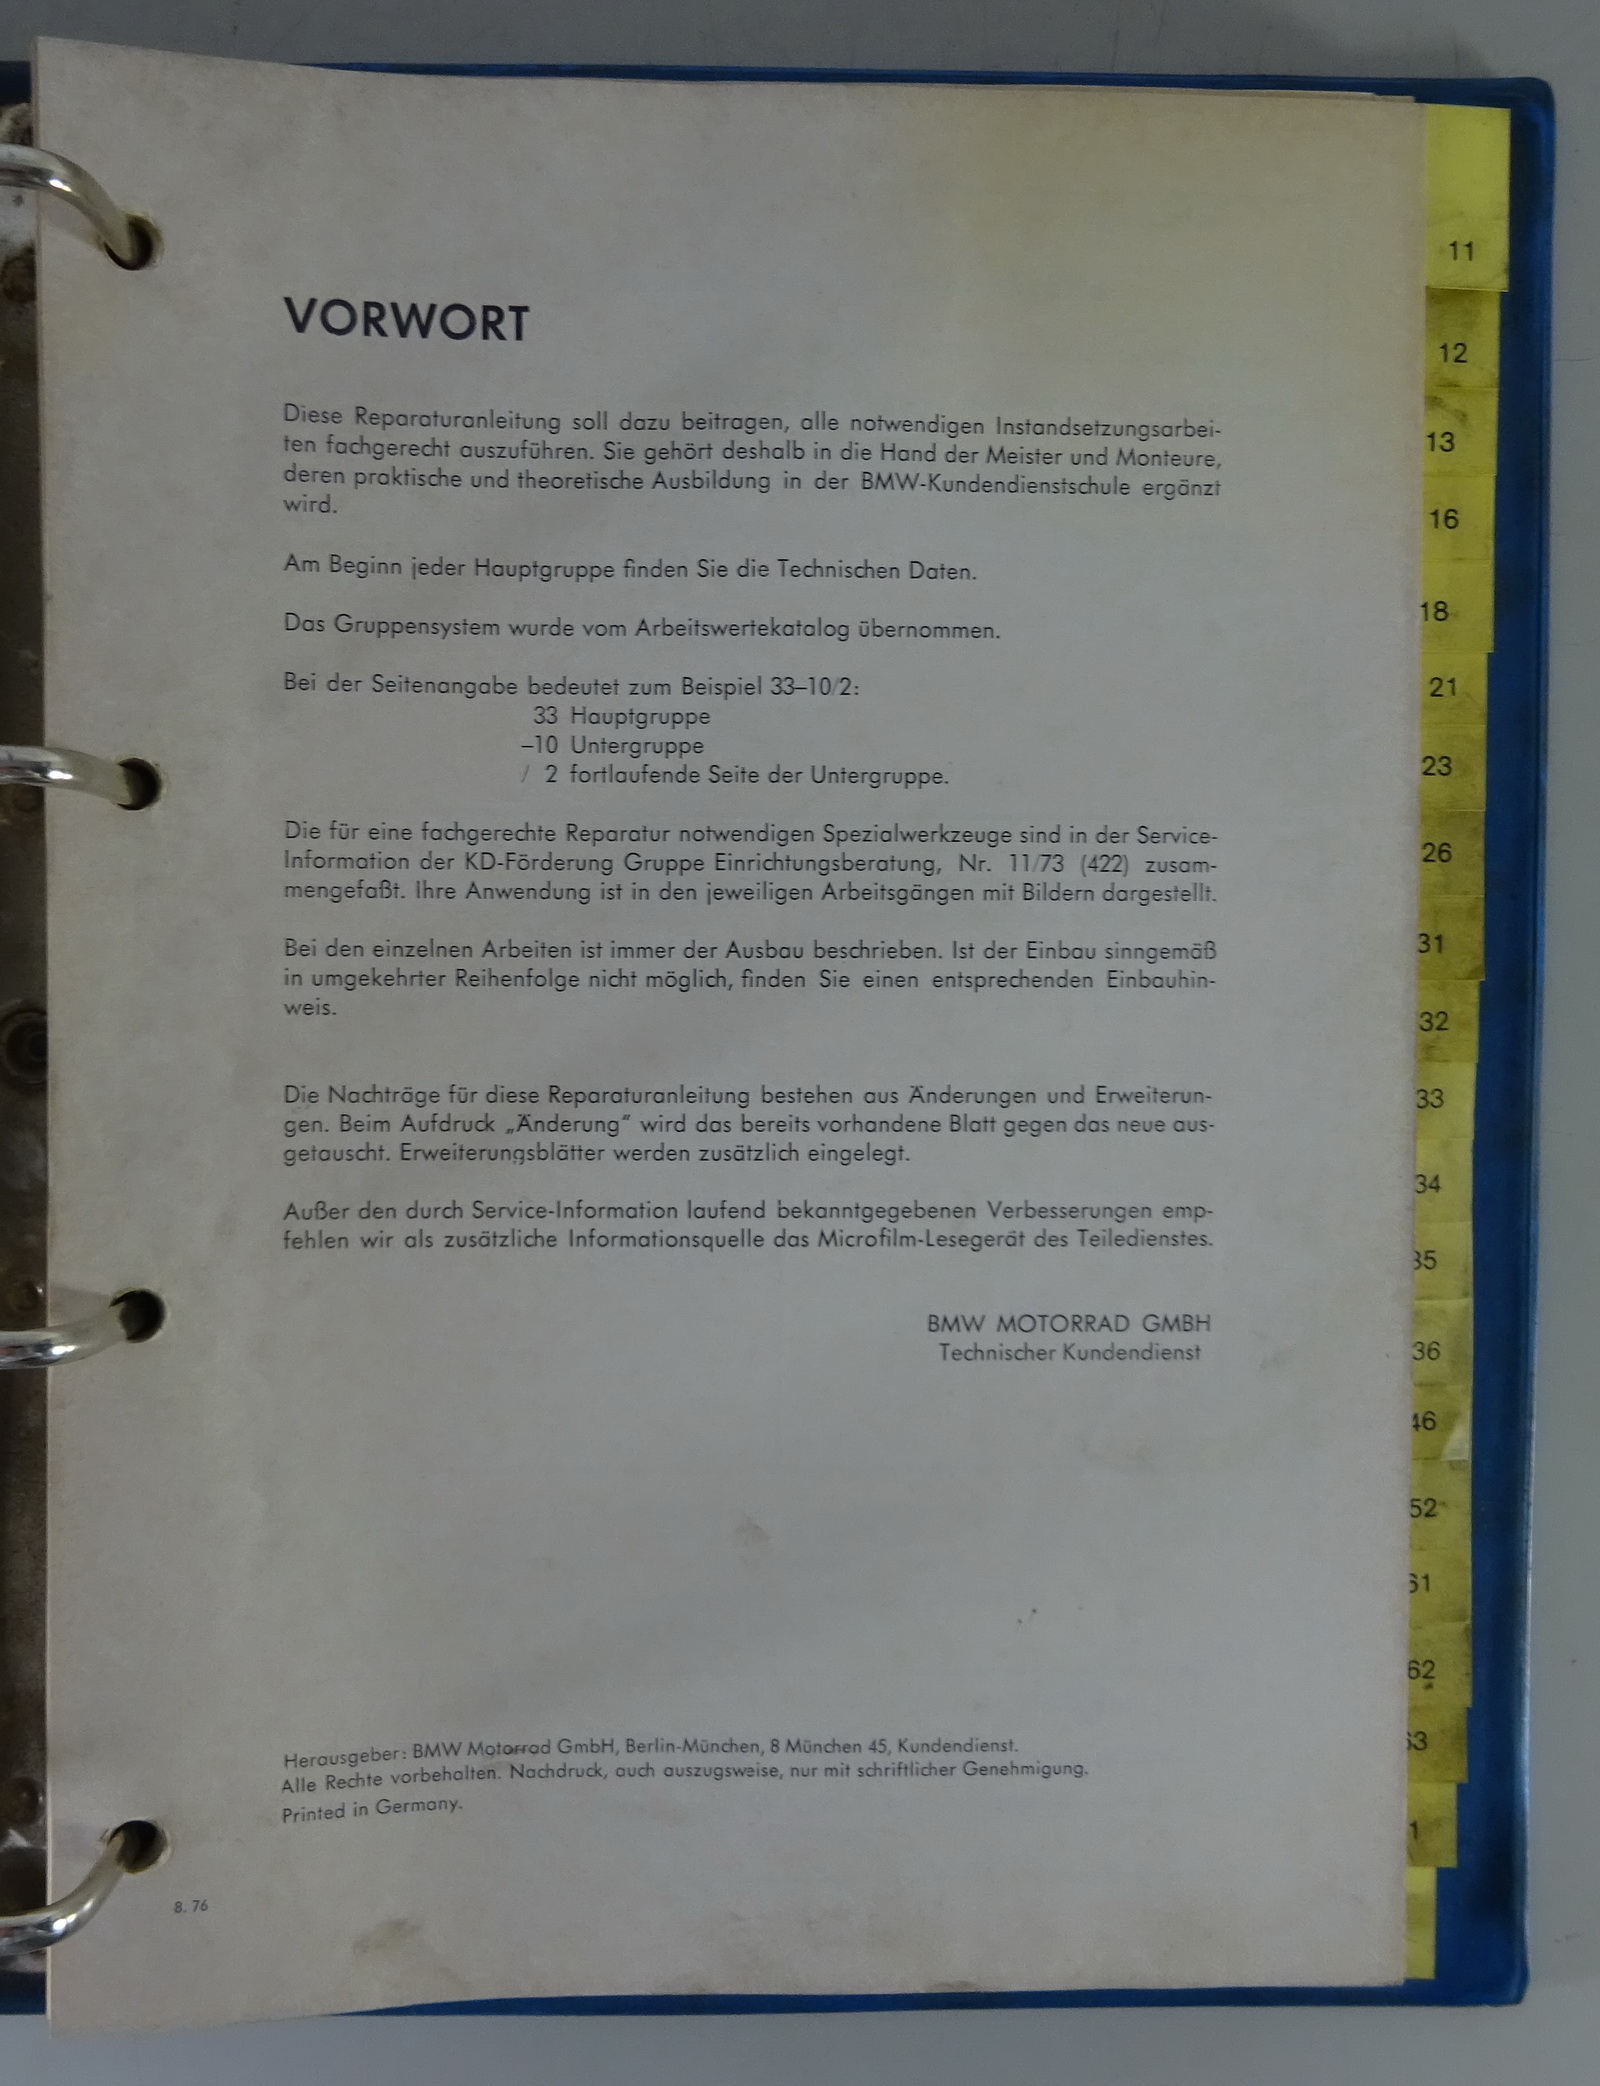 VORWORT
Diese Reparaturanleitung soll dazu beitragen, alle notwendigen Instandsetzungsarbei-
ten fachgerecht auszuführen. Sie gehört deshalb in die Hand der Meister und Monteure,
deren praktische und theoretische Ausbildung in der BMW-Kundendienstschule ergänzt
wird.
Am Beginn jeder Hauptgruppe finden Sie die Technischen Daten.
Das Gruppensystem wurde vom Arbeitswertekatalog übernommen.
Bei der Seitenangabe bedeutet zum Beispiel 33–10/2:
33 Hauptgruppe
–10 Untergruppe
/ 2 fortlaufende Seite der Untergruppe.
Die für eine fachgerechte Reparatur notwendigen Spezialwerkzeuge sind in der Service-
Information der KD-Förderung Gruppe Einrichtungsberatung, Nr. 11/73 (422) zusam-
mengefaßt. Ihre Anwendung ist in den jeweiligen Arbeitsgängen mit Bildern dargestellt.
Bei den einzelnen Arbeiten ist immer der Ausbau beschrieben. Ist der Einbau sinngemäß
in umgekehrter Reihenfolge nicht möglich, finden Sie einen entsprechenden Einbauhin-
weis.
Die Nachträge für diese Reparaturanleitung bestehen aus Änderungen und Erweiterun-
gen. Beim Aufdruck „Änderung" wird das bereits vorhandene Blatt gegen das neue aus-
getauscht. Erweiterungsblätter werden zusätzlich eingelegt.
Außer den durch Service-Information laufend bekanntgegebenen Verbesserungen emp-
fehlen wir als zusätzliche Informationsquelle das Microfilm-Lesegerät des Teiledienstes.
BMW MOTORRAD GMBH
Technischer Kundendienst
Herausgeber: BMW Motorrad GmbH, Berlin-München, 8 München 45, Kundendienst.
Alle Rechte vorbehalten. Nachdruck, auch auszugsweise, nur mit schriftlicher Genehmigung.
Printed in Germany.
8. 76
11
12
13
16
18
21
23
26
31
32
33
34
35
36
46
52
61
62
63
1